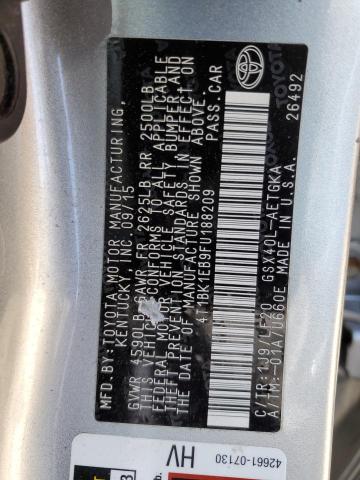 MFD. BY: TOYOTA MOTOR MANUFACTURING,
KENTUCKY, INC. 09/15
GVWR 4590LB GAWR FR 2625LB RR 2500LB
THIS VEHICLE CONFORMS TO ALL APPLICABLE
FEDERAL MOTOR VEHICLE SAFETY, BUMPER, AND
THEFT PREVENTION STANDARDS IN EFFECT ON
THE DATE OF MANUFACTURE SHOWN ABOVE.
4T1BK1EB9FU188209 PASS. CAR
TOYOTA
C/TR: 1J9/LF20 GSX40L-AETGKA
A/TM: -01A/U660E MADE IN U.S.A.
26492
42661-07130
HV